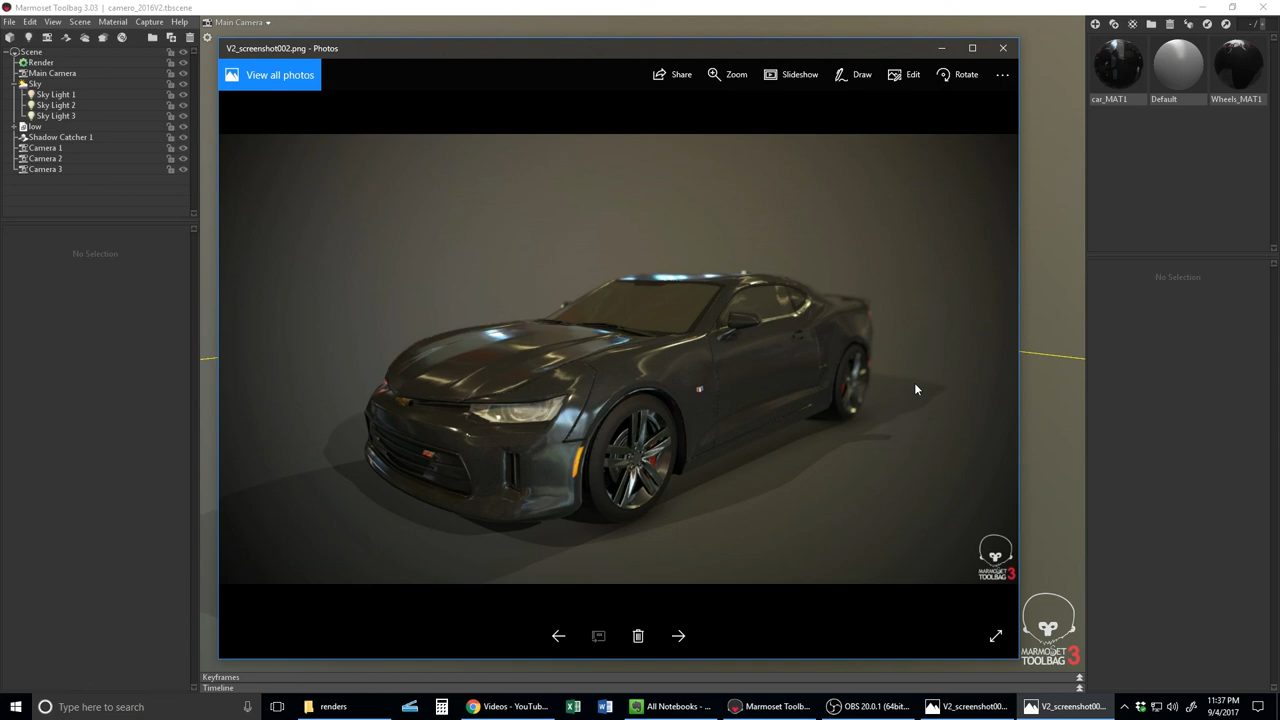 Marmoset Toolbag 3.03 | camero_2016V2.tbscene
File Edit View Scene Material Capture Help
Main Camera
Scene
Render
Main Camera
Sky
Sky Light 1
Sky Light 2
Sky Light 3
low
Shadow Catcher 1
Camera 1
Camera 2
Camera 3
No Selection
V2_screenshot002.png - Photos
View all photos
Share Zoom Slideshow Draw Edit Rotate
MARMOSET
TOOLBAG 3
- /
car_MAT1 Default Wheels_MAT1
No Selection
MARMOSET
TOOLBAG 3
Keyframes
Timeline
Type here to search
renders
Videos - YouTub...
All Notebooks - ...
Marmoset Toolb...
OBS 20.0.1 (64bit...
V2_screenshot00...
V2_screenshot00...
11:37 PM
9/4/2017